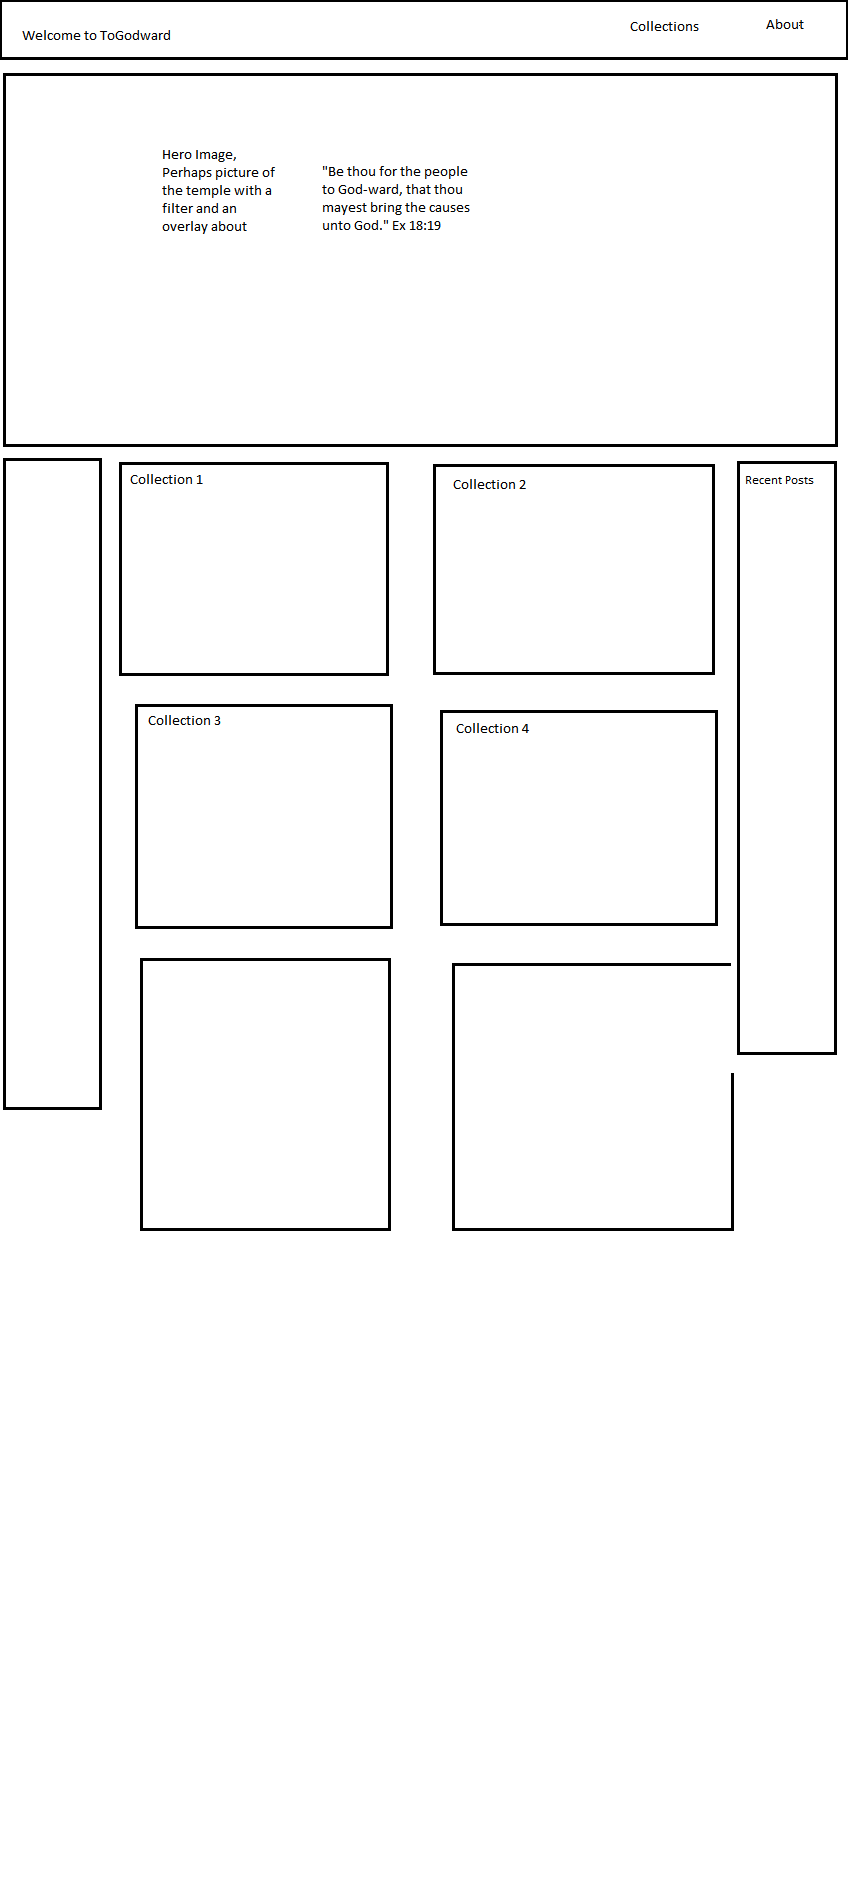 Welcome to ToGodward
Collections
About
Hero Image,
Perhaps picture of
the temple with a
filter and an
overlay about
"Be thou for the people
to God-ward, that thou
mayest bring the causes
unto God." Ex 18:19
Collection 1
Collection 2
Recent Posts
Collection 3
Collection 4